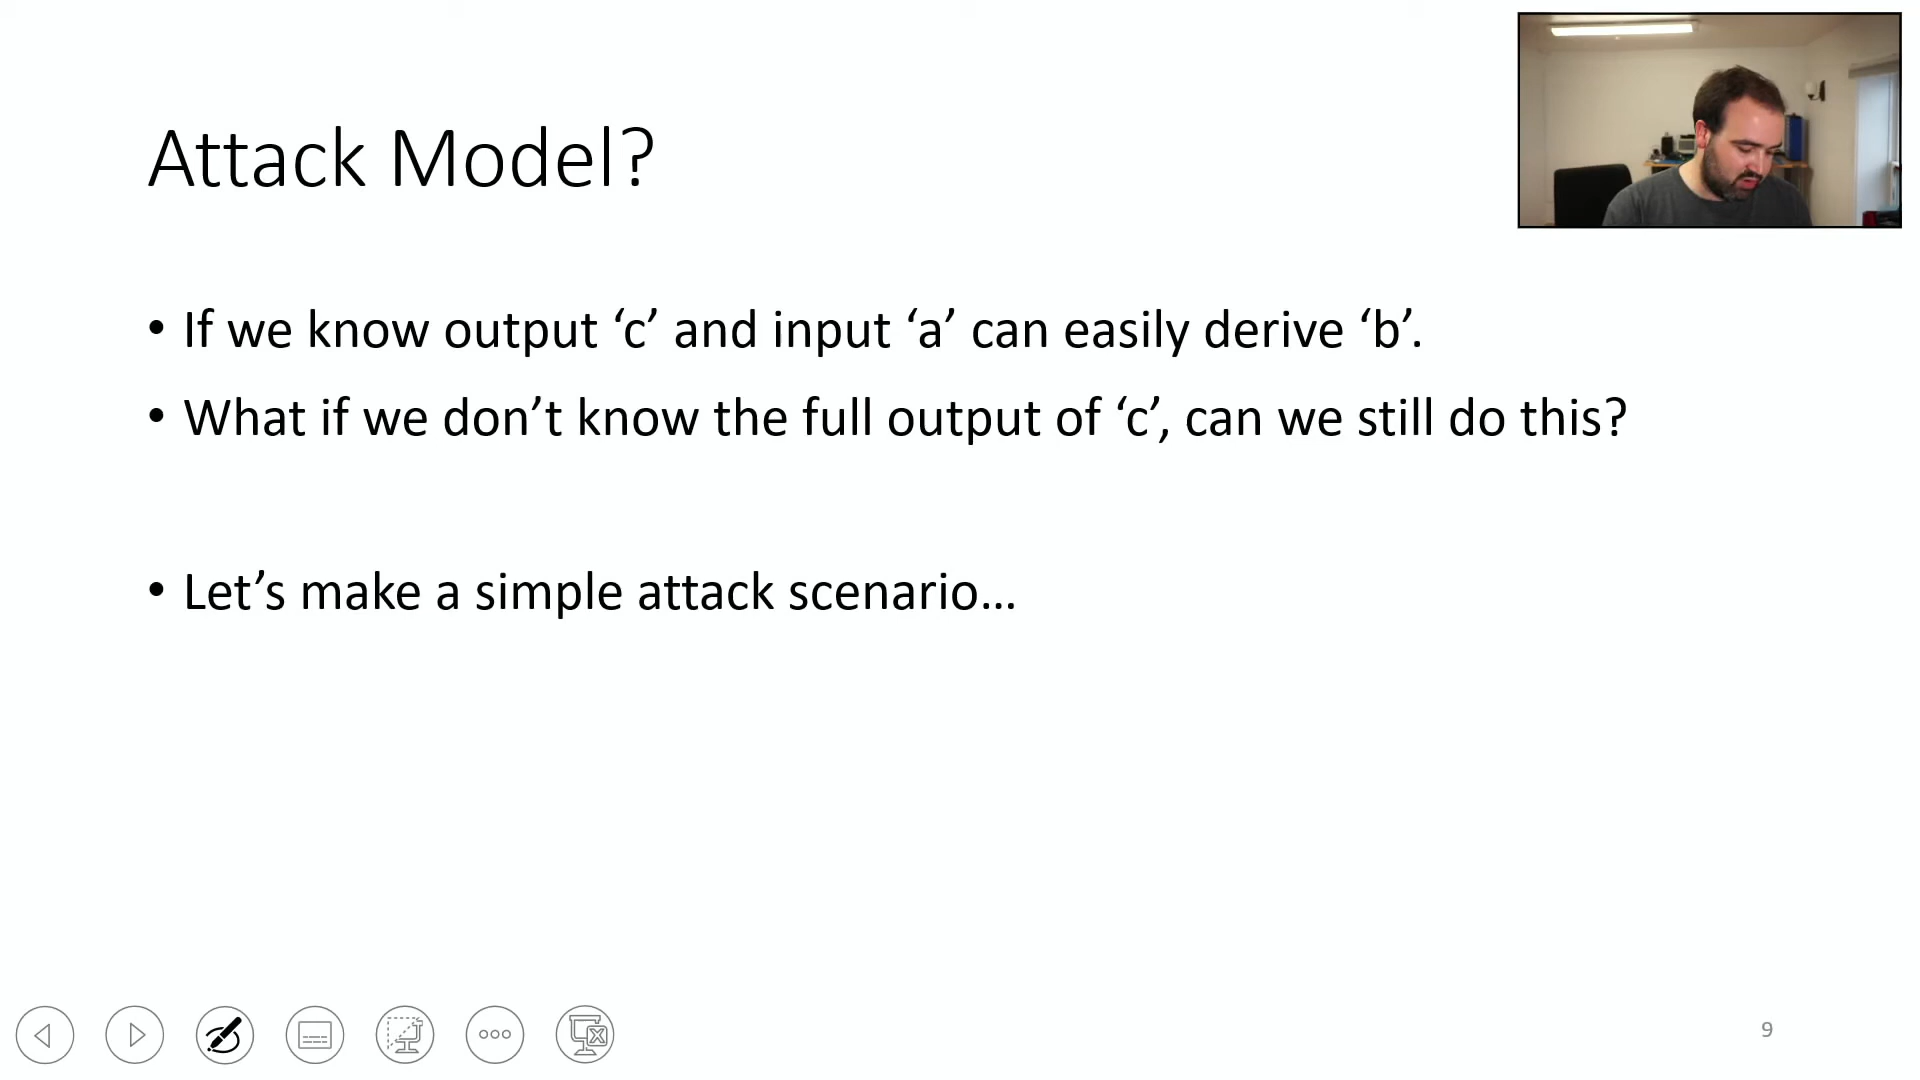 Attack Model?
• If we know output ‘c’ and input ‘a’ can easily derive ‘b’.
• What if we don’t know the full output of ‘c’, can we still do this?
• Let’s make a simple attack scenario…
9